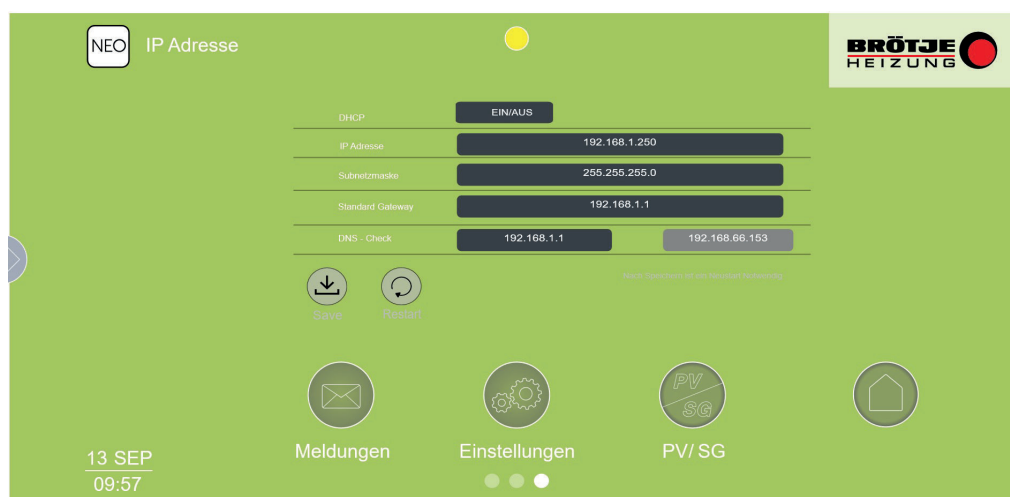 NEO IP Adresse
BRÖTJE
HEIZUNG
DHCP EIN/AUS
IP Adresse 192.168.1.250
Subnetzmaske 255.255.255.0
Standard Gateway 192.168.1.1
DNS - Check 192.168.1.1 192.168.66.153
Save Restart
PV
SG
Meldungen Einstellungen PV/ SG
13 SEP
09:57